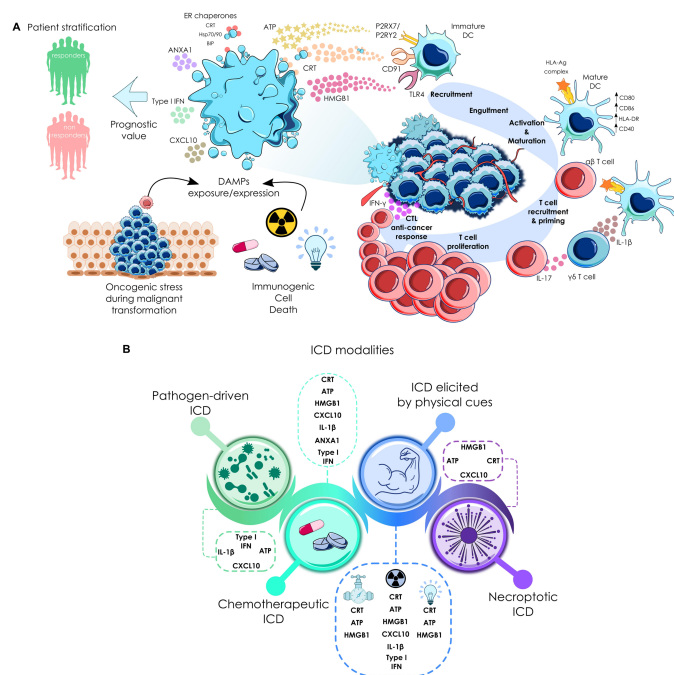 A
Patient stratification
responders
non
responders
Prognostic
value
ER chaperones
CRT
Hsp70/90
BIP
ANXA1
Type I IFN
CXCL10
ATP
CRT
HMGB1
P2RX7/
P2RY2
CD91
TLR4
Immature
DC
Recruitment
Engulfment
Activation
&
Maturation
HLA-Ag
complex
Mature
DC
CD80
CD86
HLA-DR
CD40
αβ T cell
T cell
recruitment
& priming
IL-1β
γδ T cell
IL-17
T cell
proliferation
IFN-γ
CTL
anti-cancer
response
DAMPs
exposure/expression
Oncogenic stress
during malignant
transformation
Immunogenic
Cell
Death
B
ICD modalities
Pathogen-driven
ICD
Type I
IFN
IL-1β
ATP
CXCL10
CRT
ATP
HMGB1
CXCL10
IL-1β
ANXA1
Type I
IFN
Chemotherapeutic
ICD
ICD elicited
by physical cues
CRT
ATP
HMGB1
CRT
ATP
HMGB1
CXCL10
IL-1β
Type I
IFN
CRT
ATP
HMGB1
HMGB1
ATP
CRT
CXCL10
Necroptotic
ICD